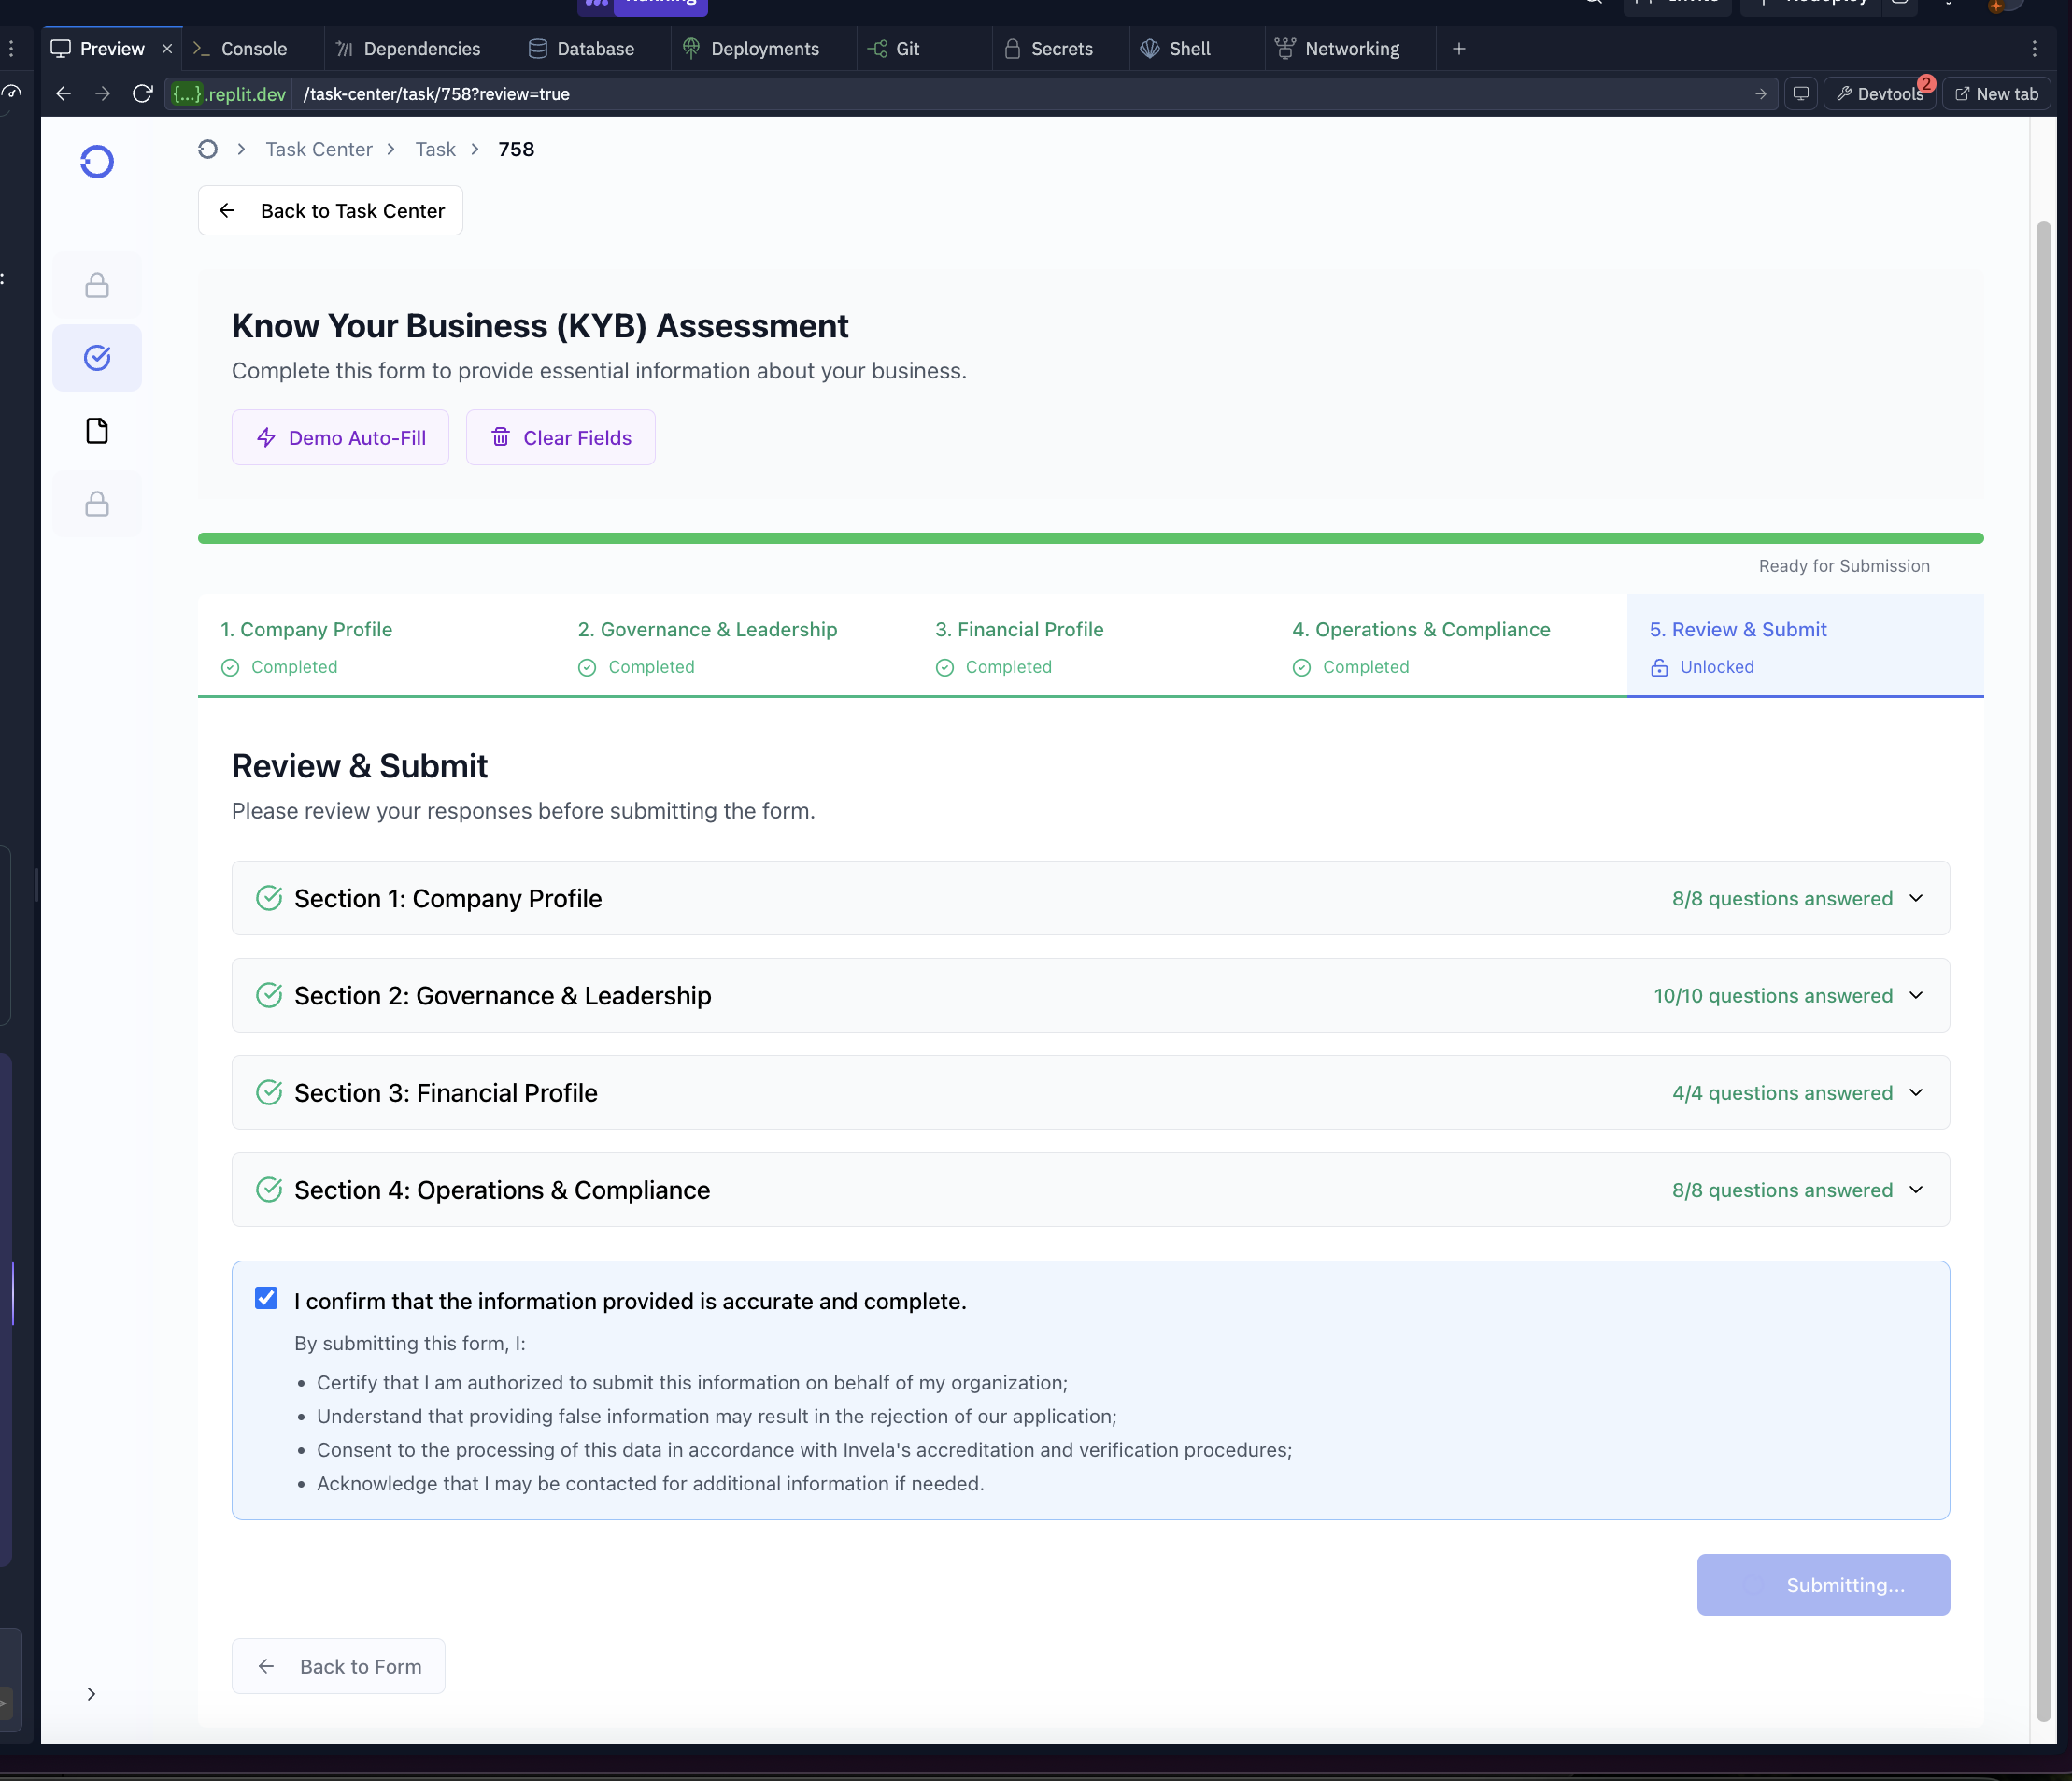 Preview
Console
Dependencies
Database
Deployments
Git
Secrets
Shell
Networking
{...}.replit.dev /task-center/task/758?review=true
Devtools 2
New tab
Task Center > Task > 758
Back to Task Center
Know Your Business (KYB) Assessment
Complete this form to provide essential information about your business.
Demo Auto-Fill
Clear Fields
Ready for Submission
1. Company Profile
Completed
2. Governance & Leadership
Completed
3. Financial Profile
Completed
4. Operations & Compliance
Completed
5. Review & Submit
Unlocked
Review & Submit
Please review your responses before submitting the form.
Section 1: Company Profile
8/8 questions answered
Section 2: Governance & Leadership
10/10 questions answered
Section 3: Financial Profile
4/4 questions answered
Section 4: Operations & Compliance
8/8 questions answered
I confirm that the information provided is accurate and complete.
By submitting this form, I:
• Certify that I am authorized to submit this information on behalf of my organization;
• Understand that providing false information may result in the rejection of our application;
• Consent to the processing of this data in accordance with Invela's accreditation and verification procedures;
• Acknowledge that I may be contacted for additional information if needed.
Submitting...
Back to Form